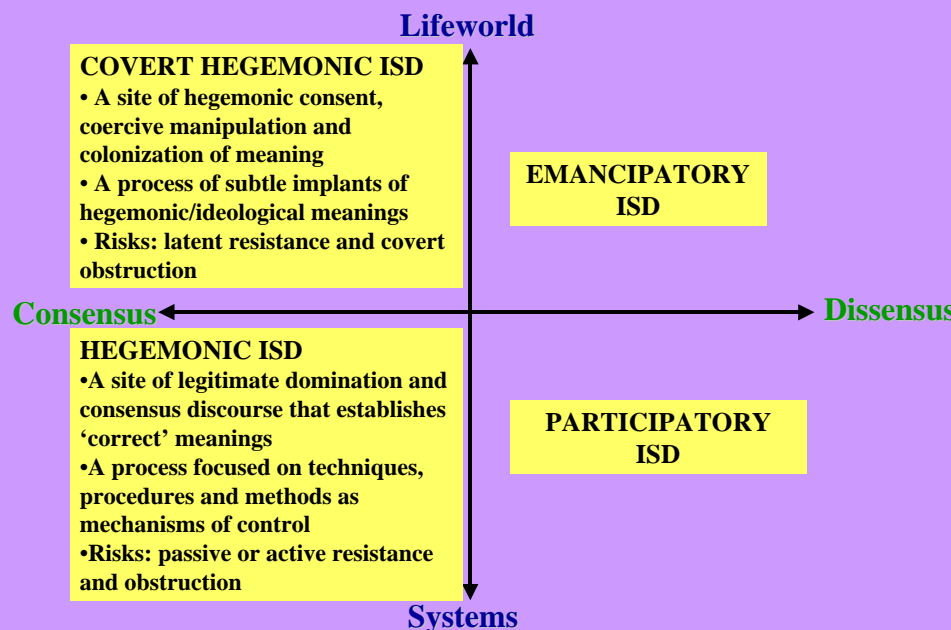 Lifeworld
COVERT HEGEMONIC ISD
• A site of hegemonic consent,
coercive manipulation and
colonization of meaning
• A process of subtle implants of
hegemonic/ideological meanings
• Risks: latent resistance and covert
obstruction
EMANCIPATORY
ISD
Consensus
Dissensus
HEGEMONIC ISD
•A site of legitimate domination and
consensus discourse that establishes
‘correct’ meanings
•A process focused on techniques,
procedures and methods as
mechanisms of control
•Risks: passive or active resistance
and obstruction
PARTICIPATORY
ISD
Systems